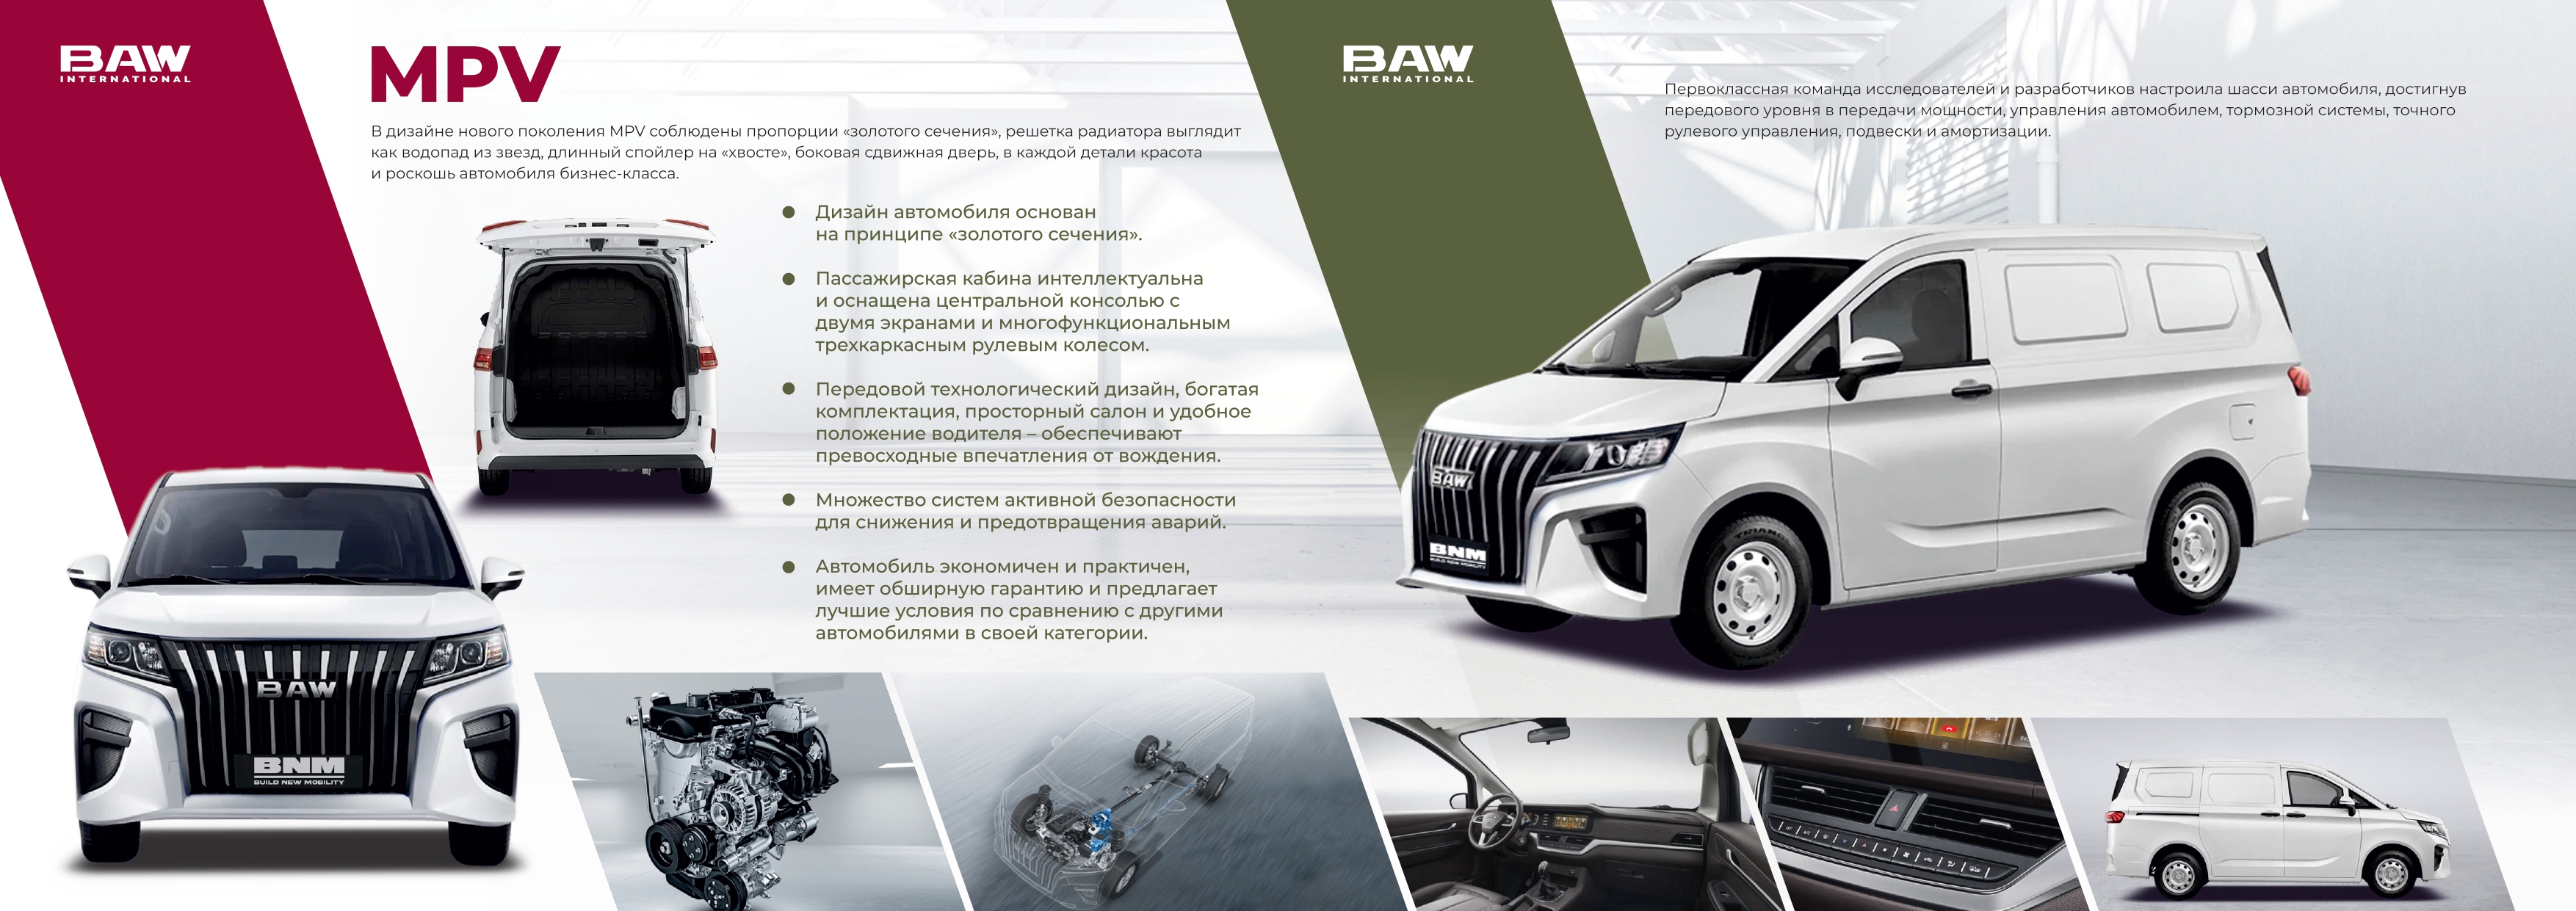 BAW
INTERNATIONAL
MPV
В дизайне нового поколения MPV соблюдены пропорции «золотого сечения», решетка радиатора выглядит
как водопад из звезд, длинный спойлер на «хвосте», боковая сдвижная дверь, в каждой детали красота
и роскошь автомобиля бизнес-класса.
Дизайн автомобиля основан
на принципе «золотого сечения».
Пассажирская кабина интеллектуальна
и оснащена центральной консолью с
двумя экранами и многофункциональным
трехкаркасным рулевым колесом.
Передовой технологический дизайн, богатая
комплектация, просторный салон и удобное
положение водителя – обеспечивают
превосходные впечатления от вождения.
Множество систем активной безопасности
для снижения и предотвращения аварий.
Автомобиль экономичен и практичен,
имеет обширную гарантию и предлагает
лучшие условия по сравнению с другими
автомобилями в своей категории.
BAW
BNM
BUILD NEW MOBILITY
BAW
INTERNATIONAL
Первоклассная команда исследователей и разработчиков настроила шасси автомобиля, достигнув
передового уровня в передачи мощности, управления автомобилем, тормозной системы, точного
рулевого управления, подвески и амортизации.
BAW
BNM
BUILD NEW MOBILITY
TRIANGLE